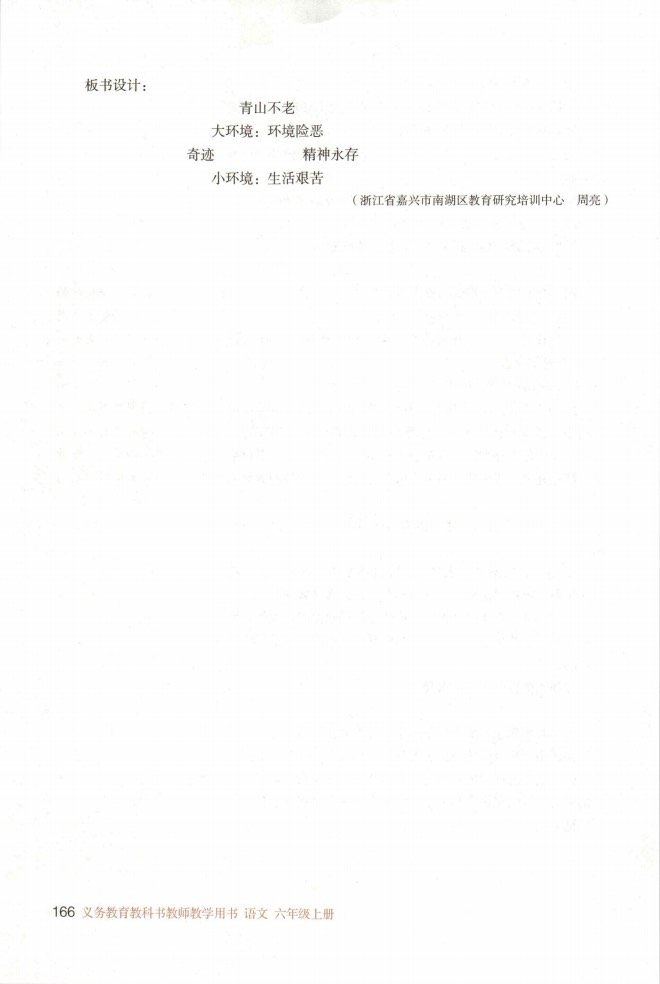 板书设计：
青山不老
大环境：环境险恶
奇迹 精神永存
小环境：生活艰苦
（浙江省嘉兴市南湖区教育研究培训中心 周亮）
166 义务教育教科书教师教学用书 语文 六年级上册